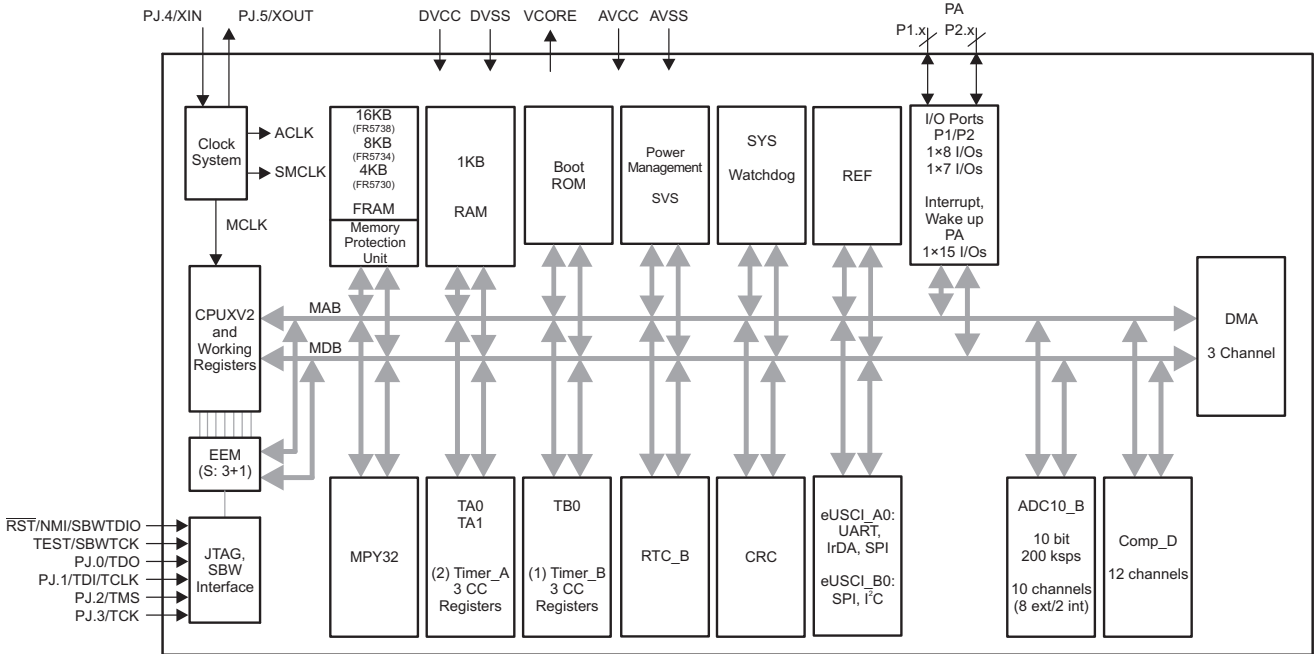 PJ.4/XIN
PJ.5/XOUT
DVCC
DVSS
VCORE
AVCC
AVSS
PA
P1.x
P2.x
Clock
System
ACLK
SMCLK
MCLK
16KB
(FR5738)
8KB
(FR5734)
4KB
(FR5730)
FRAM
Memory
Protection
Unit
1KB
RAM
Boot
ROM
Power
Management
SVS
SYS
Watchdog
REF
I/O Ports
P1/P2
1×8 I/Os
1×7 I/Os
Interrupt,
Wake up
PA
1×15 I/Os
CPUXV2
and
Working
Registers
MAB
MDB
DMA
3 Channel
EEM
(S: 3+1)
RST/NMI/SBWTDIO
TEST/SBWTCK
PJ.0/TDO
PJ.1/TDI/TCLK
PJ.2/TMS
PJ.3/TCK
JTAG,
SBW
Interface
MPY32
TA0
TA1
(2) Timer_A
3 CC
Registers
TB0
(1) Timer_B
3 CC
Registers
RTC_B
CRC
eUSCI_A0:
UART,
IrDA, SPI
eUSCI_B0:
SPI, I²C
ADC10_B
10 bit
200 ksps
10 channels
(8 ext/2 int)
Comp_D
12 channels